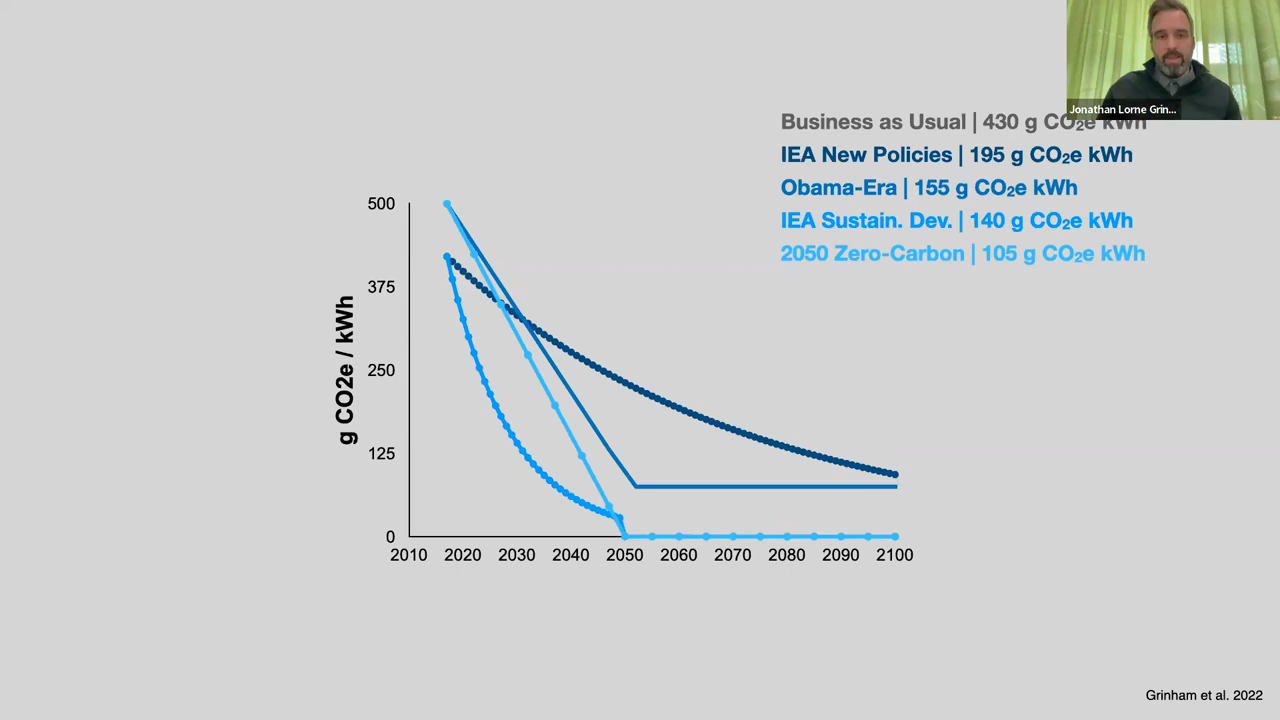 Jonathan Lorne Grin...
Business as Usual | 430 g CO₂e kWh
IEA New Policies | 195 g CO₂e kWh
Obama-Era | 155 g CO₂e kWh
IEA Sustain. Dev. | 140 g CO₂e kWh
2050 Zero-Carbon | 105 g CO₂e kWh
g CO2e / kWh
500
375
250
125
0
2010 2020 2030 2040 2050 2060 2070 2080 2090 2100
Grinham et al. 2022